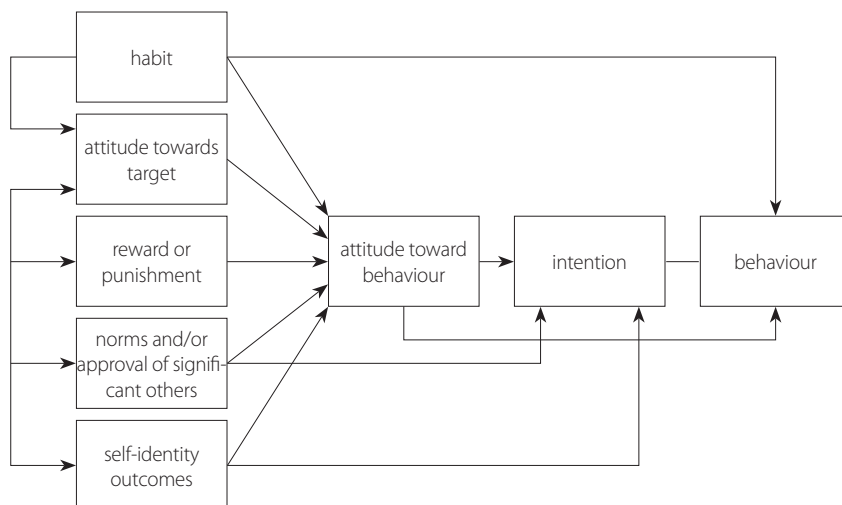 habit
attitude towards
target
reward or
punishment
norms and/or
approval of signifi-
cant others
self-identity
outcomes
attitude toward
behaviour
intention
behaviour